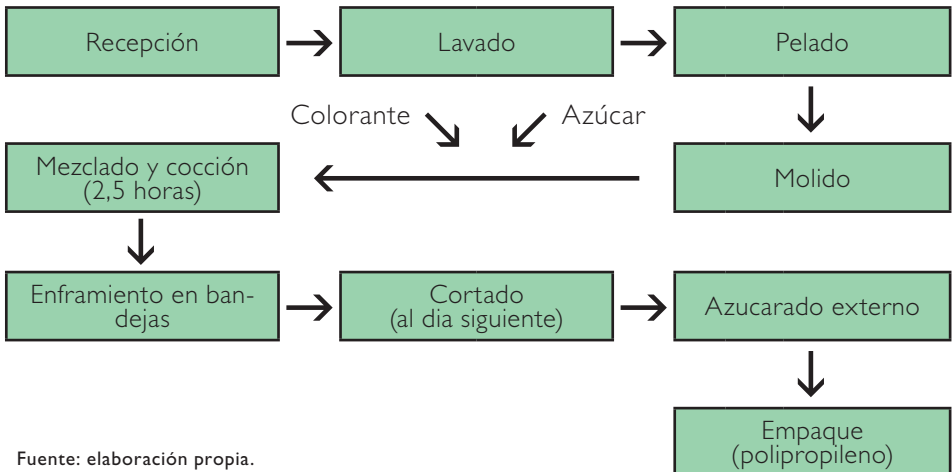 Recepción
Lavado
Pelado
Colorante
Azúcar
Mezclado y cocción
(2,5 horas)
Molido
Enframiento en ban-
dejas
Cortado
(al dia siguiente)
Azucarado externo
Empaque
(polipropileno)
Fuente: elaboración propia.